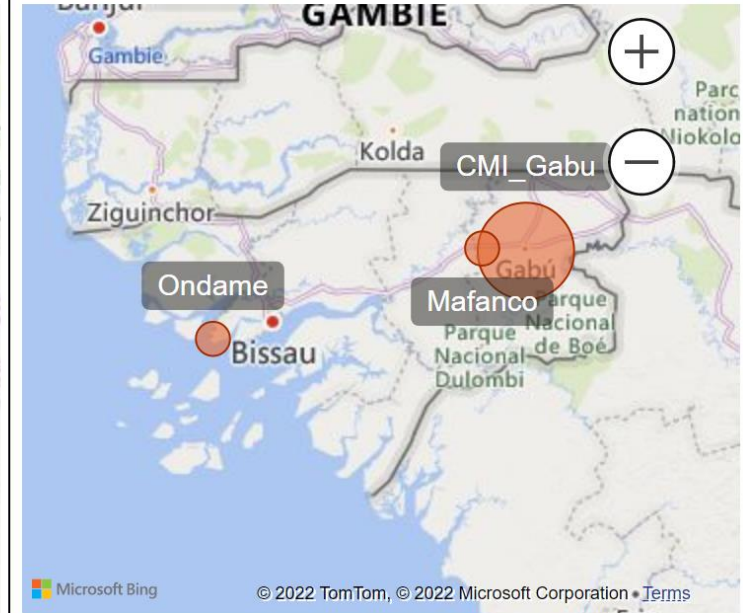 Banjul
GAMBIE
Gambie
Parc
nation
Niokolo
Kolda
CMI_Gabu
Ziguinchor
Ondame
Gabú
Mafanco
Parque
Nacional
de Boé
Parque
Nacional
Dulombi
Bissau
Microsoft Bing
© 2022 TomTom, © 2022 Microsoft Corporation • Terms